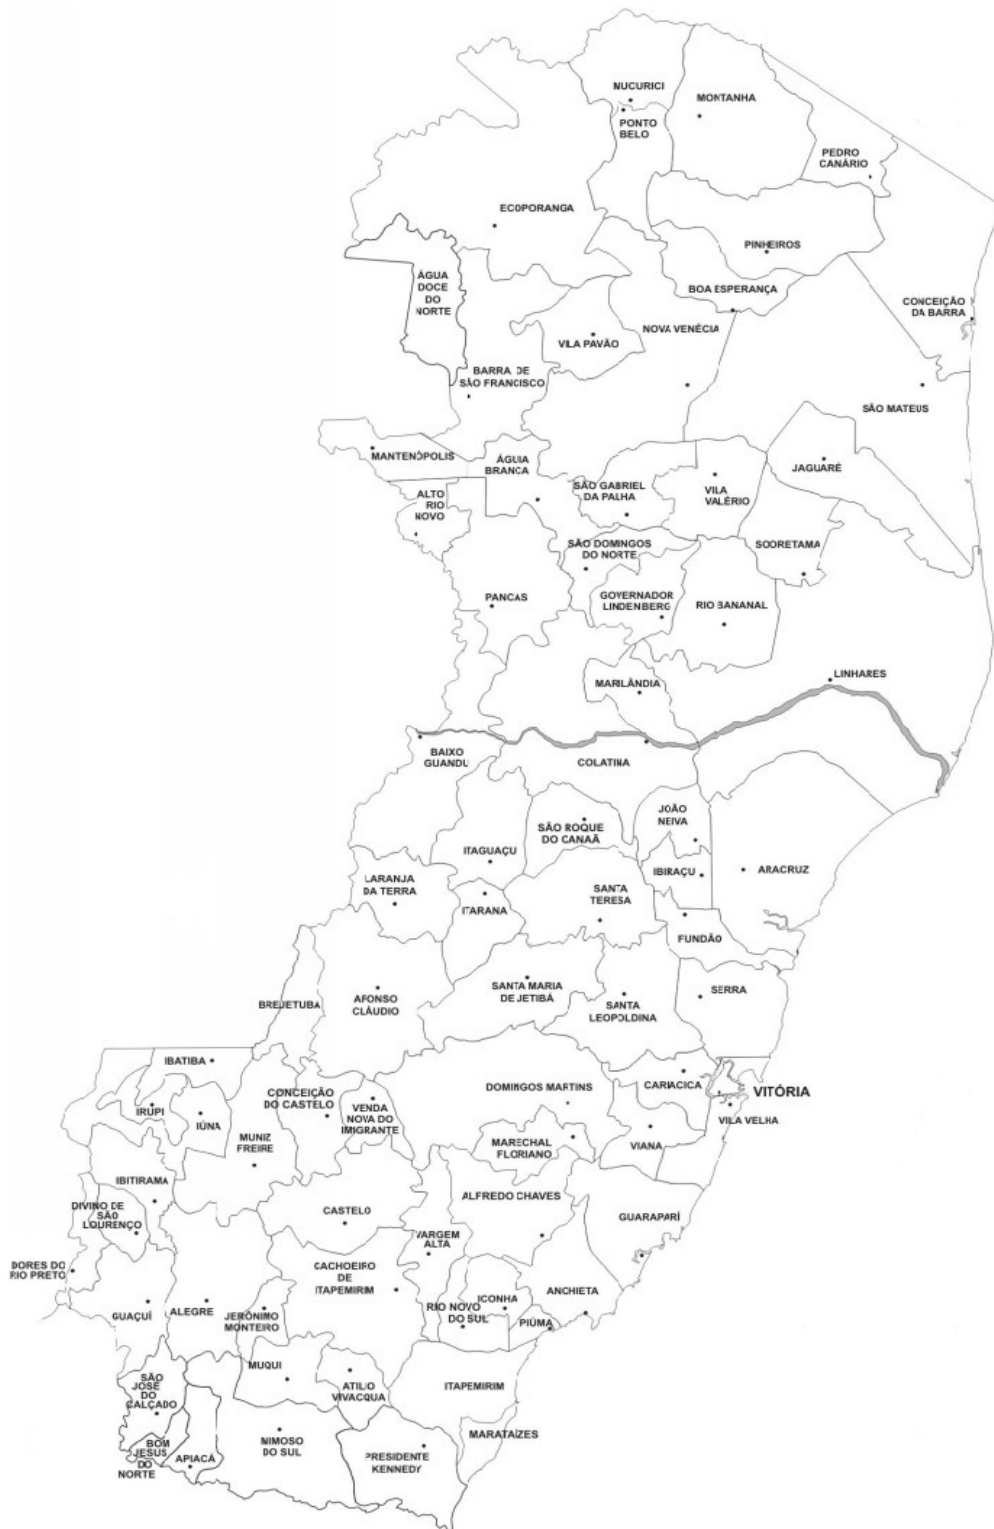 NUCURICI
MONTANHA
PONTO
BELO
PEDRO
CANÁRIO
ECOPORANGA
PINHEIROS
ÁGUA
DOCE
DO
NORTE
BOA ESPERANÇA
CONCEIÇÃO
DA BARRA
NOVA VENÉCIA
VILA PAVÃO
BARRA DE
SÃO FRANCISCO
SÃO MATEUS
MANTENÓPOLIS
ÁGUIA
BRANCA
JAGUARÉ
SÃO GABRIEL
DA PALHA
VILA
VALÉRIO
ALTO
RIO
NOVO
SOORETAMA
SÃO DOMINGOS
DO NORTE
PANCAS
GOVERNADOR
LINDENBERG
RIO BANANAL
MARILÂNDIA
LINHARES
BAIXO
GUANDU
COLATINA
JOÃO
NEIVA
SÃO ROQUE
DO CANAÃ
ITAGUAÇU
IBIRAÇU
ARACRUZ
LARANJA
DA TERRA
ITARANA
SANTA
TERESA
FUNDÃO
SANTA MARIA
DE JETIBÁ
SERRA
BREJETUBA
AFONSO
CLÁUDIO
SANTA
LEOPOLDINA
IBATIBA
CONCEIÇÃO
DO CASTELO
DOMINGOS MARTINS
CARIACICA
VITÓRIA
IRUPI
IÚNA
VENDA
NOVA DO
IMIGRANTE
VILA VELHA
MUNIZ
FREIRE
MARECHAL
FLORIANO
VIANA
IBITIRAMA
ALFREDO CHAVES
DIVINO DE
SÃO
LOURENÇO
CASTELO
GUARAPARÍ
VARGEM
ALTA
DORES DO
RIO PRETO
CACHOEIRO
DE
ITAPEMIRIM
ANCHIETA
GUAÇUÍ
ALEGRE
JERÔNIMO
MONTEIRO
RIO NOVO
DO SUL
ICONHA
PIÚMA
MUQUI
SÃO
JOSÉ
DO
CALÇADO
ATILIO
VIVACQUA
ITAPEMIRIM
MARATAÍZES
BOM
JESUS
DO
NORTE
APIACÁ
NIMOSO
DO SUL
PRESIDENTE
KENNEDY